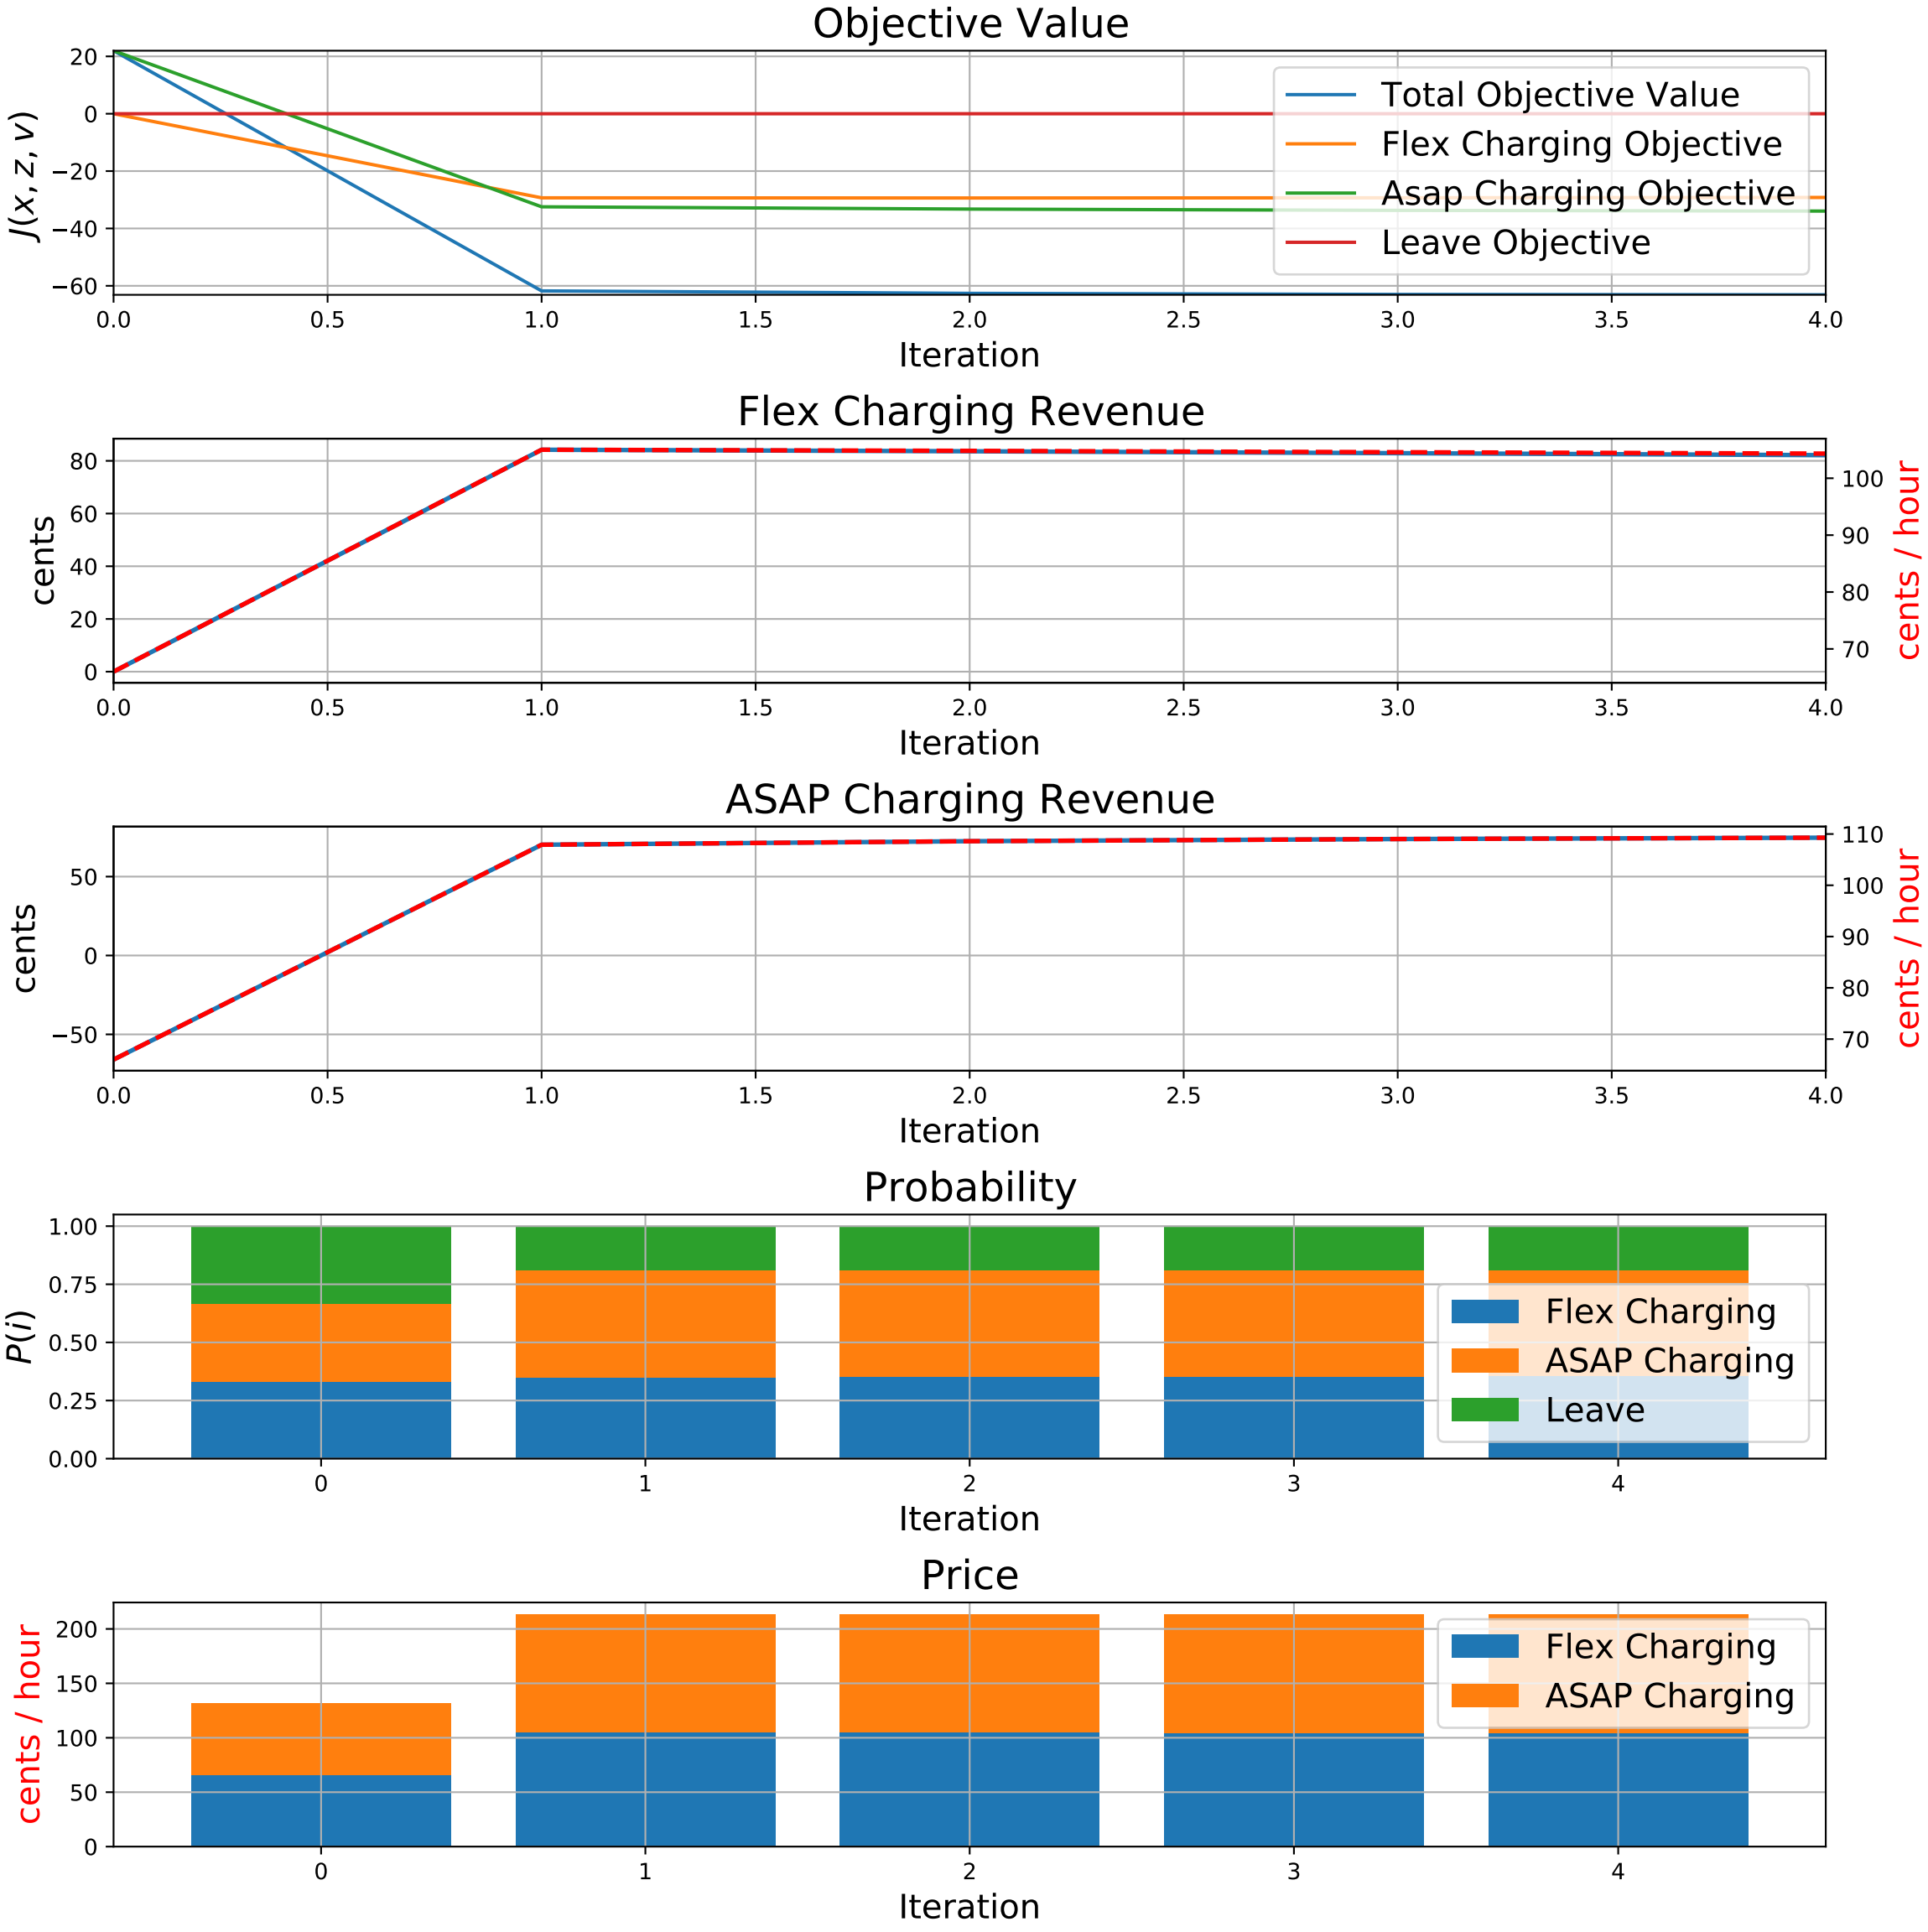 Objective Value
20
0
−20
−40
−60
J(x, z, v)
Total Objective Value
Flex Charging Objective
Asap Charging Objective
Leave Objective
0.0 0.5 1.0 1.5 2.0 2.5 3.0 3.5 4.0
Iteration
Flex Charging Revenue
80
60
40
20
0
cents
100
90
80
70
cents / hour
0.0 0.5 1.0 1.5 2.0 2.5 3.0 3.5 4.0
Iteration
ASAP Charging Revenue
50
0
−50
cents
110
100
90
80
70
cents / hour
0.0 0.5 1.0 1.5 2.0 2.5 3.0 3.5 4.0
Iteration
Probability
1.00
0.75
0.50
0.25
0.00
P(i)
Flex Charging
ASAP Charging
Leave
0 1 2 3 4
Iteration
Price
200
150
100
50
0
cents / hour
Flex Charging
ASAP Charging
0 1 2 3 4
Iteration